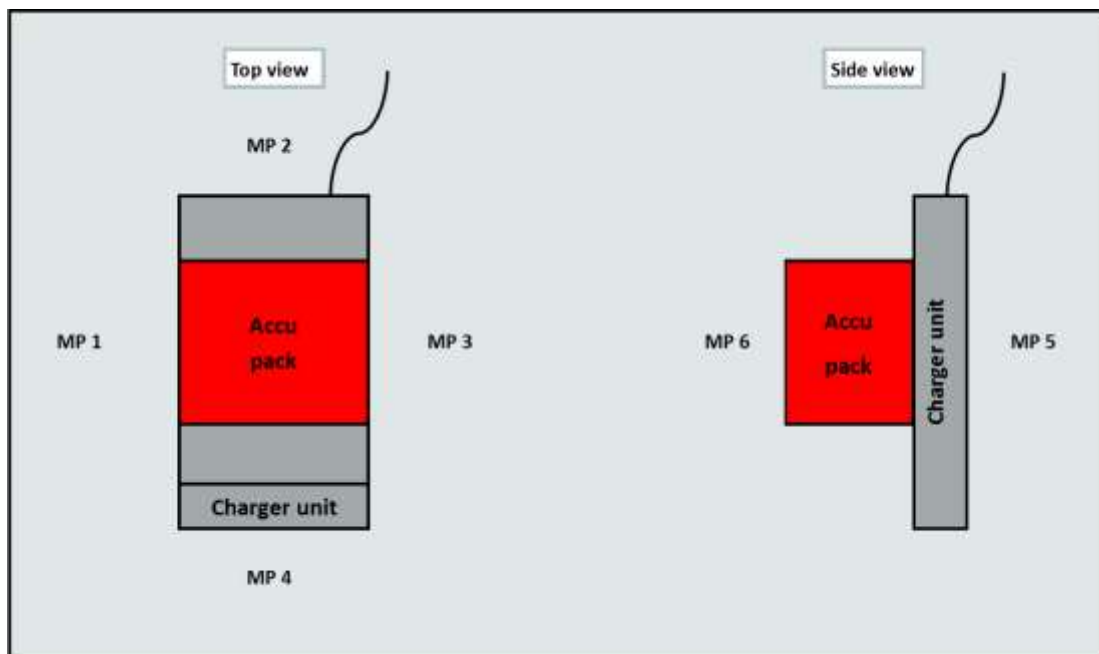 Top view
MP 2
MP 1
Accu
pack
MP 3
Charger unit
MP 4
Side view
MP 6
Accu
pack
Charger unit
MP 5